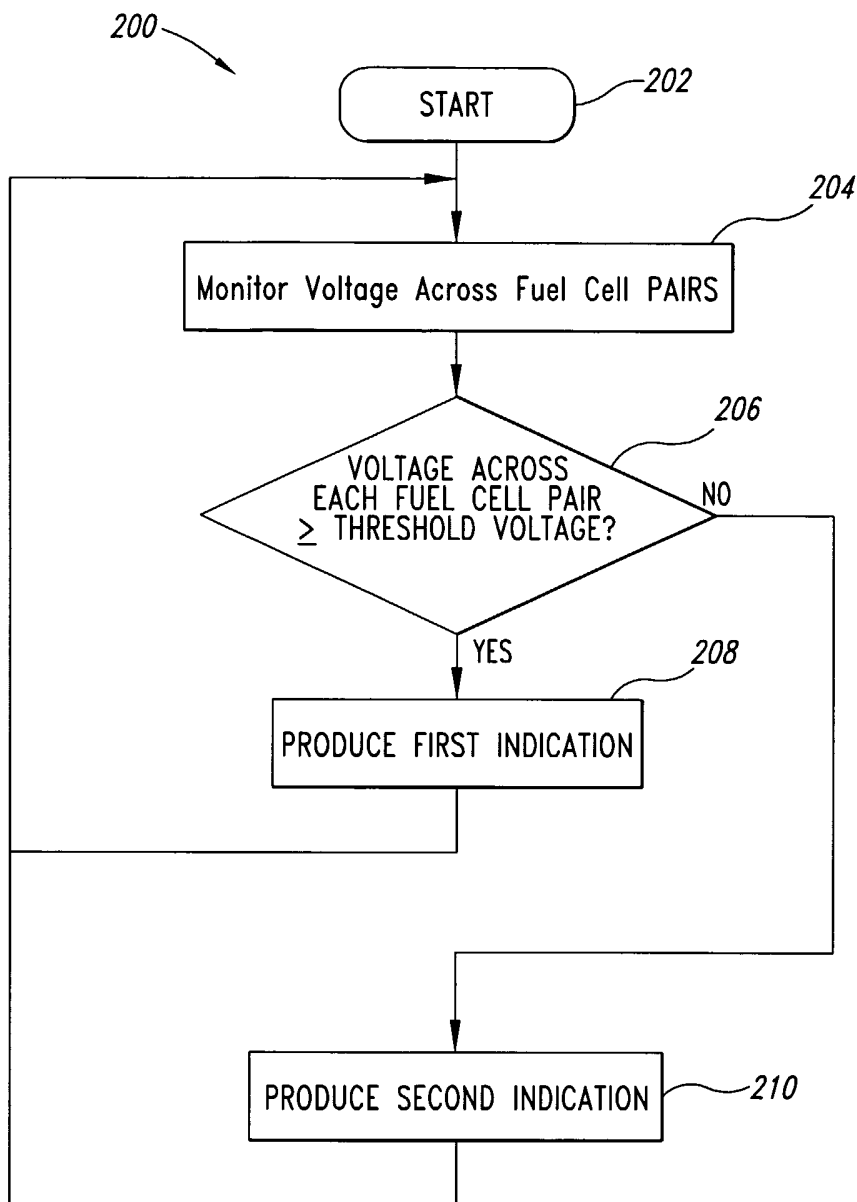 200
START
202
204
Monitor Voltage Across Fuel Cell PAIRS
206
VOLTAGE ACROSS
EACH FUEL CELL PAIR
≥ THRESHOLD VOLTAGE?
NO
YES
208
PRODUCE FIRST INDICATION
PRODUCE SECOND INDICATION
210